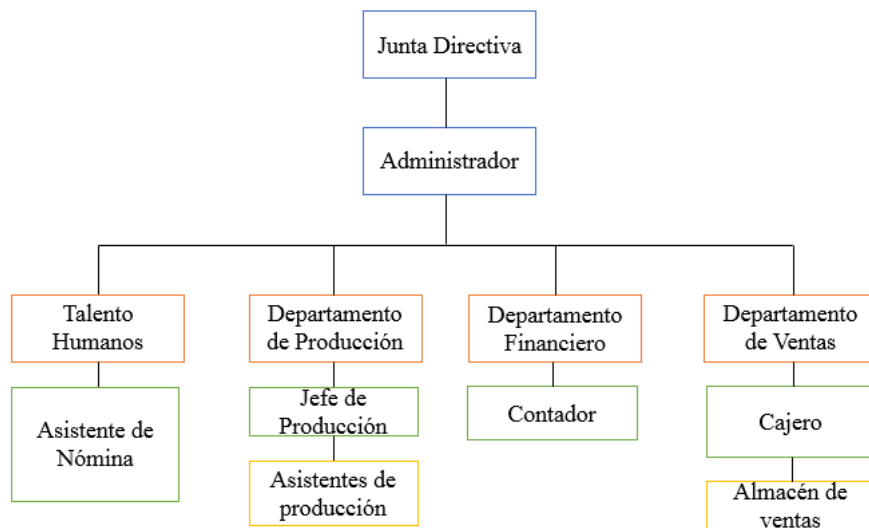 Junta Directiva
Administrador
Talento
Humanos
Departamento
de Producción
Departamento
Financiero
Departamento
de Ventas
Asistente de
Nómina
Jefe de
Producción
Contador
Cajero
Asistentes de
producción
Almacén de
ventas